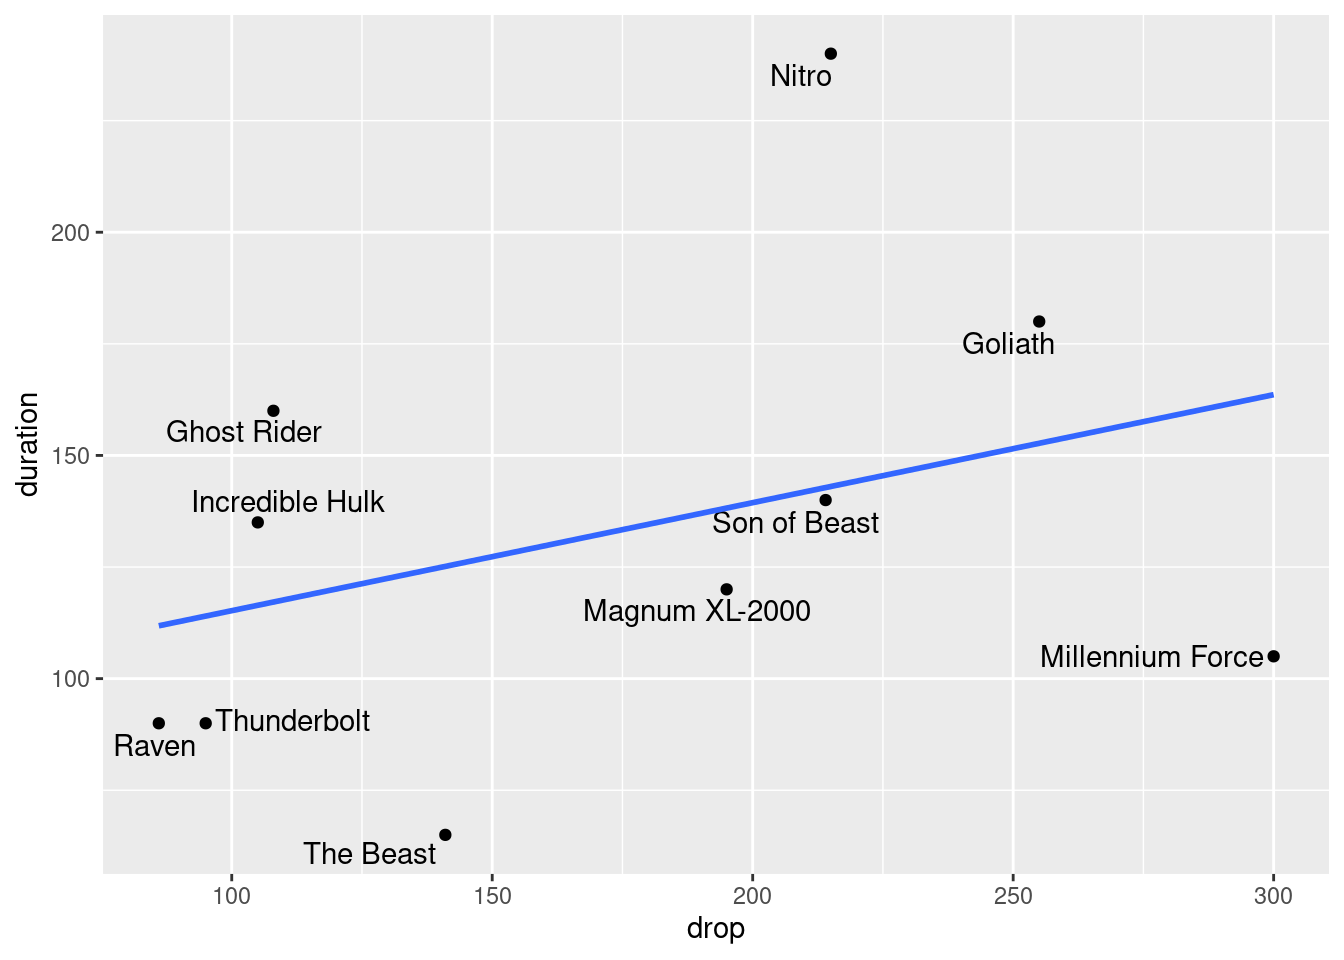 Nitro
200
Goliath
Ghost Rider
150
Incredible Hulk
Son of Beast
Magnum XL-2000
Millennium Force
100
Thunderbolt
Raven
The Beast
100 150 200 250 300
drop
duration